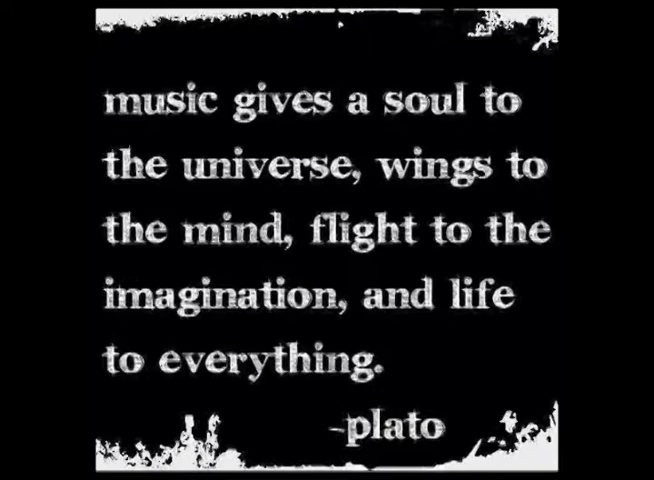 music gives a soul to
the universe, wings to
the mind, flight to the
imagination, and life
to everything.
-plato